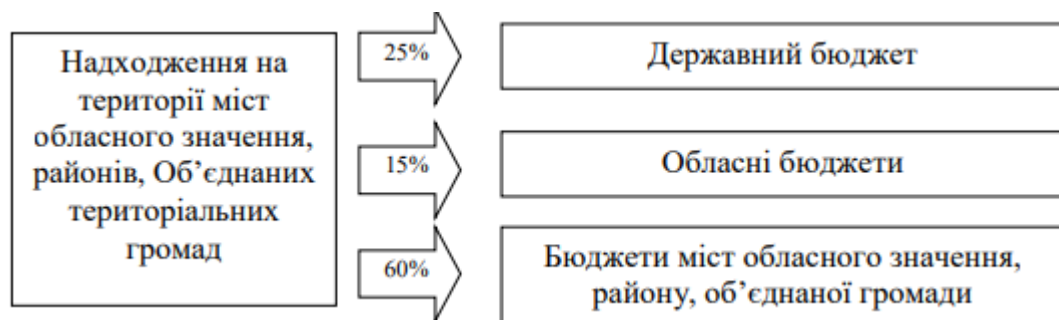 Надходження на
території міст
обласного значення,
районів, Об’єднаних
територіальних
громад
25%
Державний бюджет
15%
Обласні бюджети
60%
Бюджети міст обласного значення,
району, об’єднаної громади